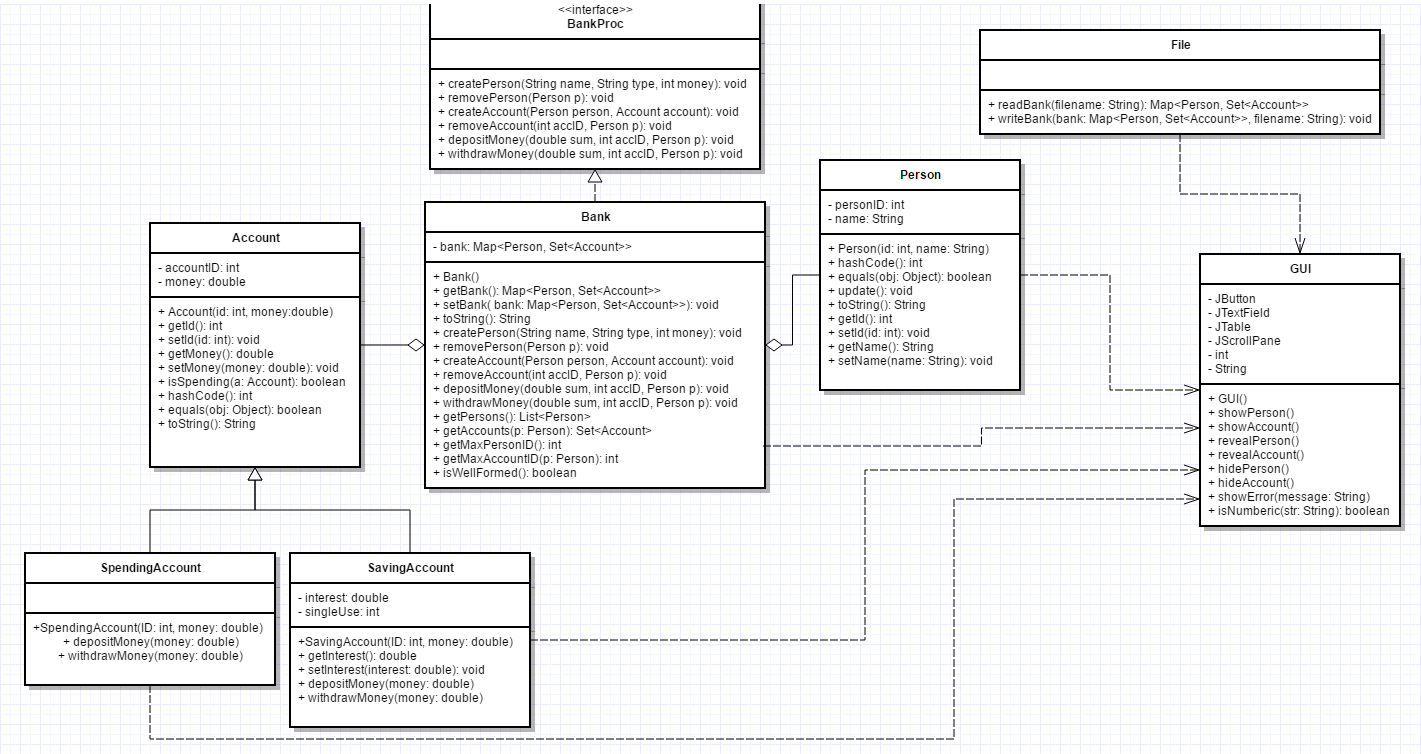 <<interface>>
BankProc
+ createPerson(String name, String type, int money): void
+ removePerson(Person p): void
+ createAccount(Person person, Account account): void
+ removeAccount(int accID, Person p): void
+ depositMoney(double sum, int accID, Person p): void
+ withdrawMoney(double sum, int accID, Person p): void
File
+ readBank(filename: String): Map<Person, Set<Account>>
+ writeBank(bank: Map<Person, Set<Account>>, filename: String): void
Account
- accountID: int
- money: double
+ Account(id: int, money:double)
+ getId(): int
+ setId(id: int): void
+ getMoney(): double
+ setMoney(money: double): void
+ isSpending(a: Account): boolean
+ hashCode(): int
+ equals(obj: Object): boolean
+ toString(): String
Bank
- bank: Map<Person, Set<Account>>
+ Bank()
+ getBank(): Map<Person, Set<Account>>
+ setBank( bank: Map<Person, Set<Account>>): void
+ toString(): String
+ createPerson(String name, String type, int money): void
+ removePerson(Person p): void
+ createAccount(Person person, Account account): void
+ removeAccount(int accID, Person p): void
+ depositMoney(double sum, int accID, Person p): void
+ withdrawMoney(double sum, int accID, Person p): void
+ getPersons(): List<Person>
+ getAccounts(p: Person): Set<Account>
+ getMaxPersonID(): int
+ getMaxAccountID(p: Person): int
+ isWellFormed(): boolean
Person
- personID: int
- name: String
+ Person(id: int, name: String)
+ hashCode(): int
+ equals(obj: Object): boolean
+ update(): void
+ toString(): String
+ getId(): int
+ setId(id: int): void
+ getName(): String
+ setName(name: String): void
GUI
- JButton
- JTextField
- JTable
- JScrollPane
- int
- String
+ GUI()
+ showPerson()
+ showAccount()
+ revealPerson()
+ revealAccount()
+ hidePerson()
+ hideAccount()
+ showError(message: String)
+ isNumberic(str: String): boolean
SpendingAccount
+SpendingAccount(ID: int, money: double)
+ depositMoney(money: double)
+ withdrawMoney(money: double)
SavingAccount
- interest: double
- singleUse: int
+SavingAccount(ID: int, money: double)
+ getInterest(): double
+ setInterest(interest: double): void
+ depositMoney(money: double)
+ withdrawMoney(money: double)